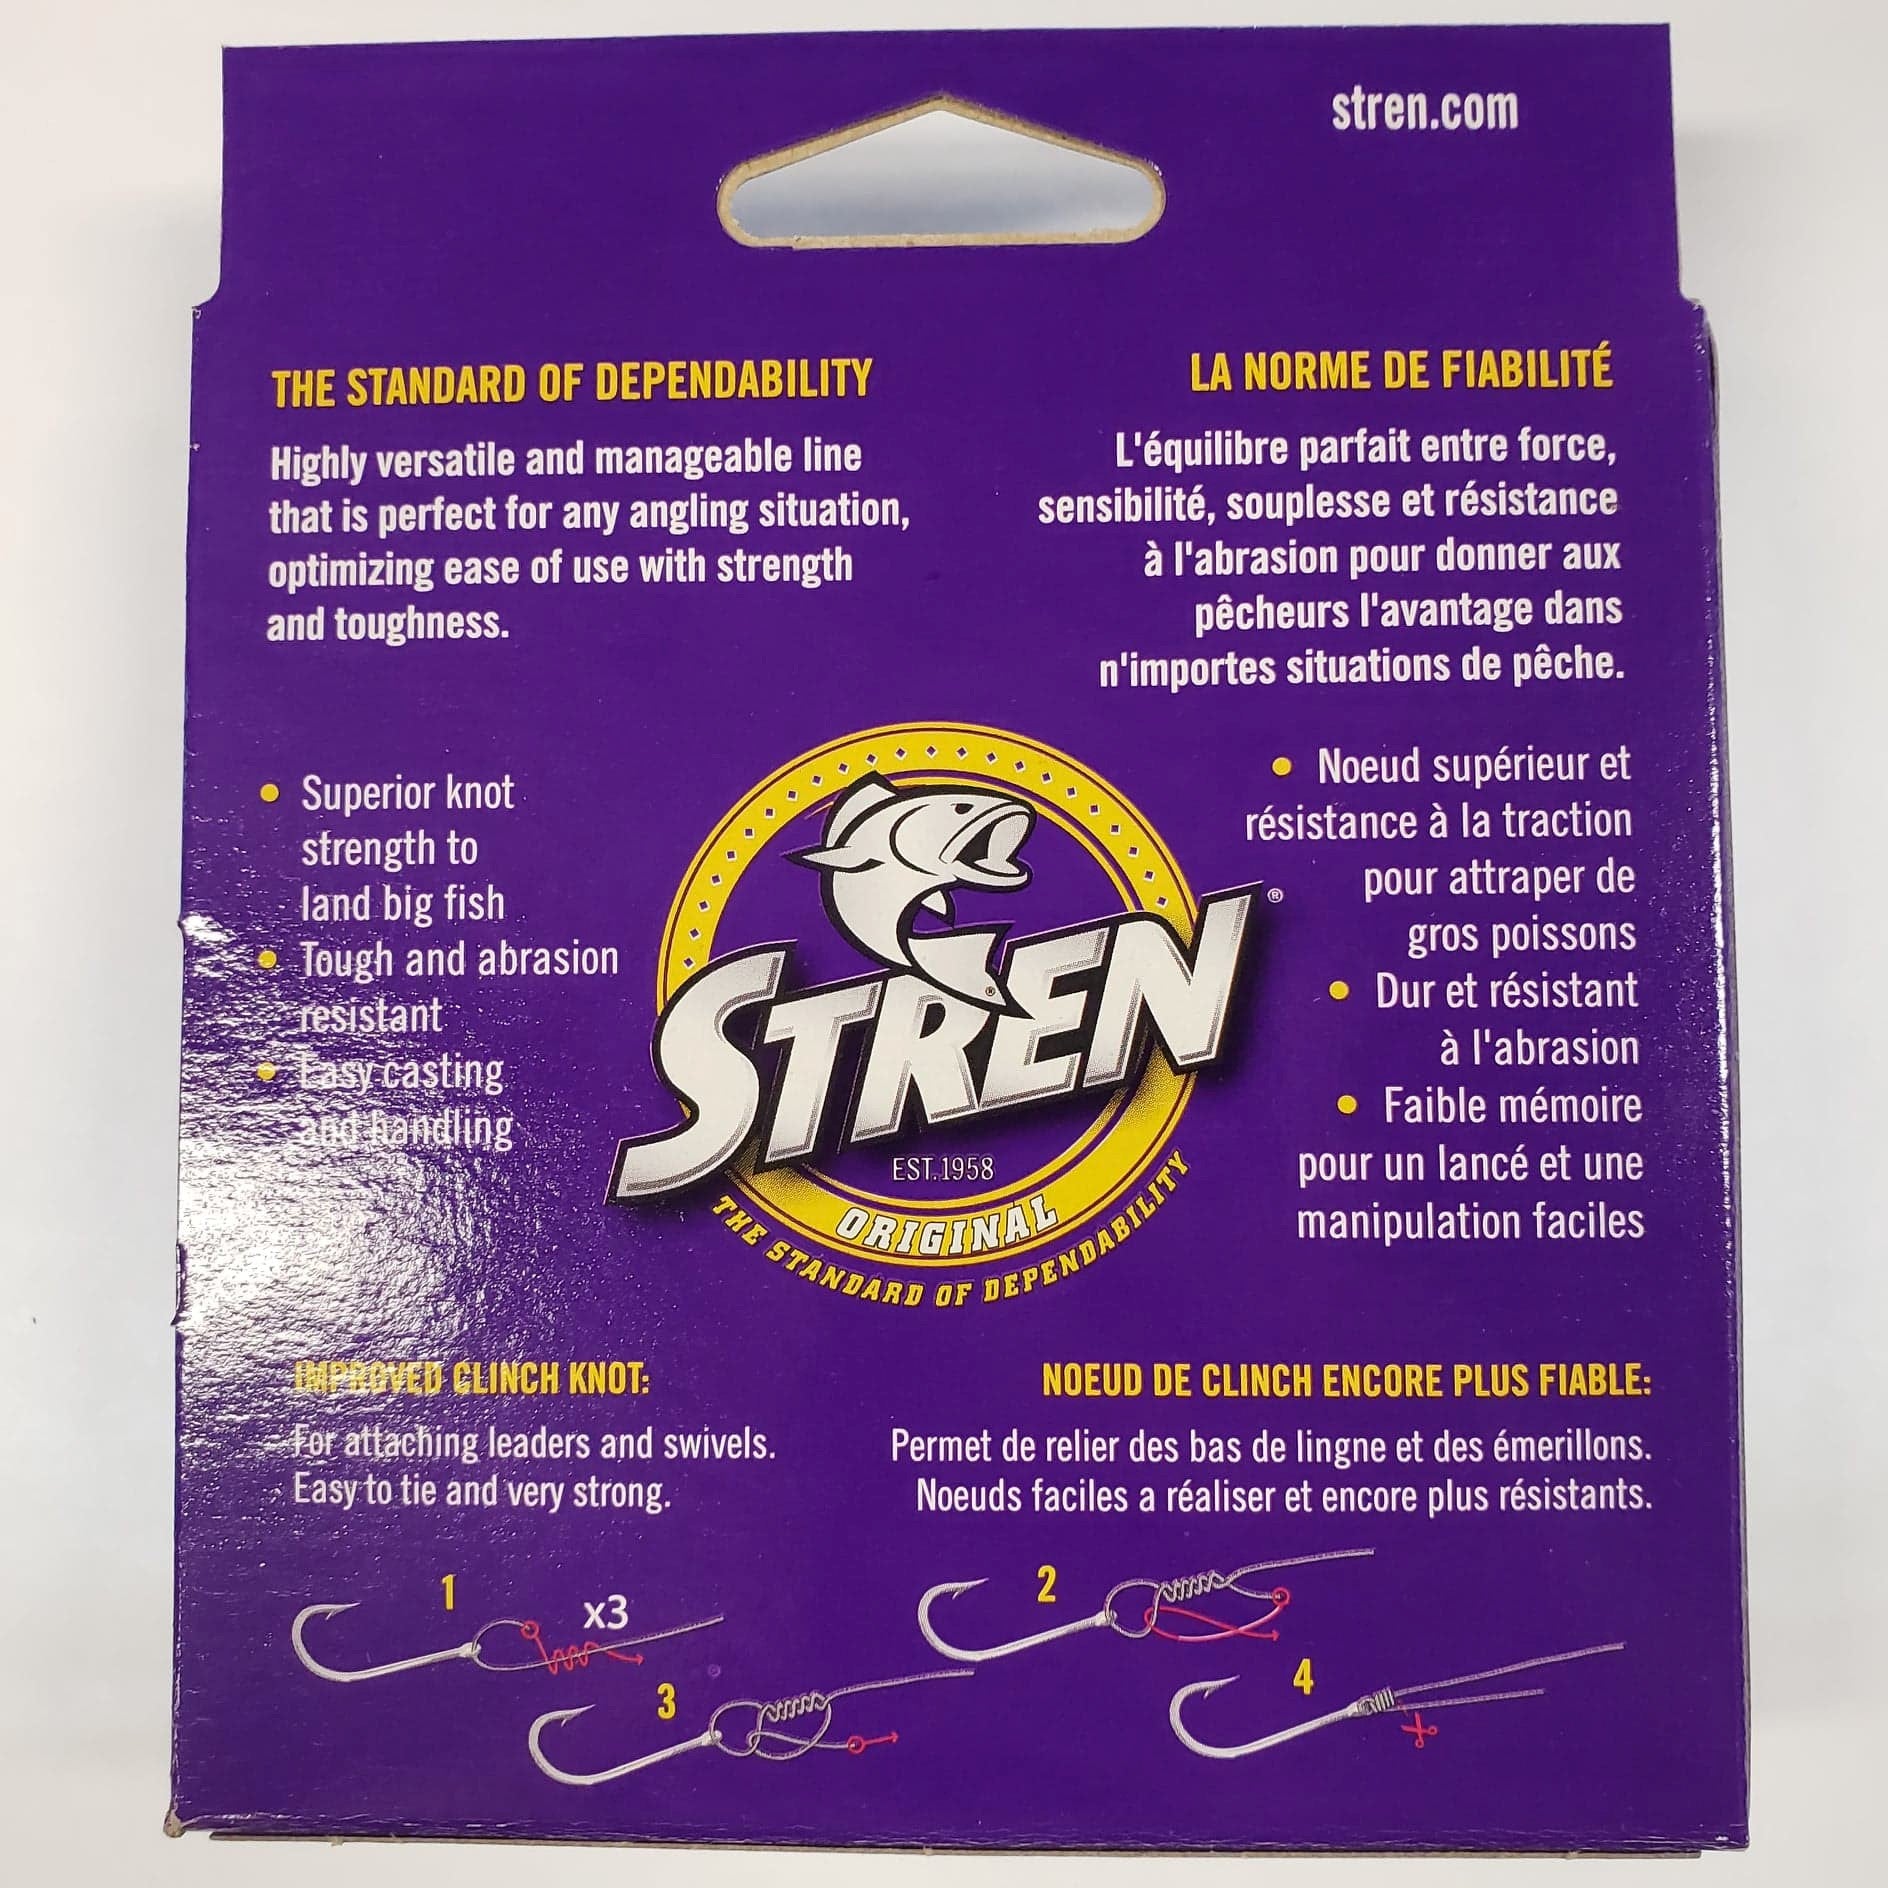 stren.com
THE STANDARD OF DEPENDABILITY
Highly versatile and manageable line
that is perfect for any angling situation,
optimizing ease of use with strength
and toughness.
LA NORME DE FIABILITÉ
L'équilibre parfait entre force,
sensibilité, souplesse et résistance
à l'abrasion pour donner aux
pêcheurs l'avantage dans
n'importes situations de pêche.
• Superior knot
strength to
land big fish
• Tough and abrasion
resistant
• Easy casting
and handling
STREN®
®
EST.1958
ORIGINAL
THE STANDARD OF DEPENDABILITY
• Noeud supérieur et
résistance à la traction
pour attraper de
gros poissons
• Dur et résistant
à l'abrasion
• Faible mémoire
pour un lancé et une
manipulation faciles
IMPROVED CLINCH KNOT:
For attaching leaders and swivels.
Easy to tie and very strong.
NOEUD DE CLINCH ENCORE PLUS FIABLE:
Permet de relier des bas de lingne et des émerillons.
Noeuds faciles a réaliser et encore plus résistants.
1
x3
2
3
4